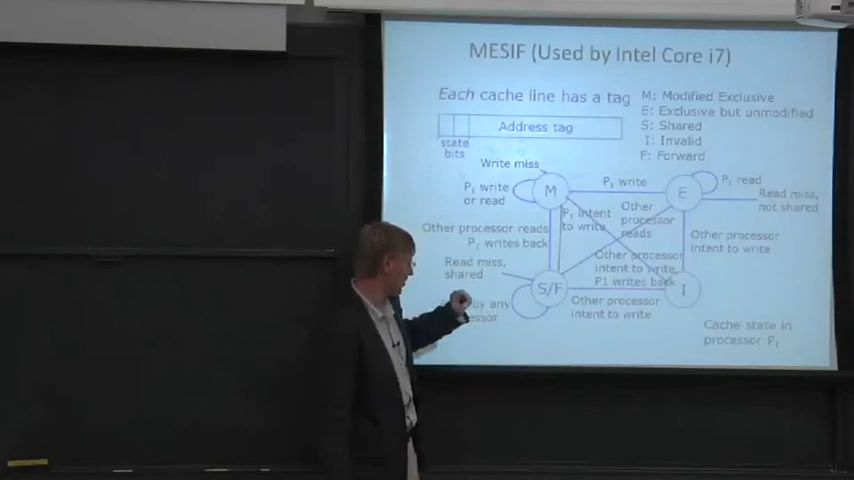 MESIF (Used by Intel Core i7)
Each cache line has a tag
M: Modified Exclusive
E: Exclusive but unmodified
S: Shared
I: Invalid
F: Forward
Address tag
state
bits
Write miss
P1 write
or read
M
P1 write
E
P1 read
Read miss,
not shared
P1 intent
to write
Other
processor
reads
Other processor reads
P1 writes back
Other processor
intent to write
Read miss,
shared
Other processor
intent to write,
P1 writes back
S/F
I
by any
Other processor
intent to write
Cache state in
processor P1